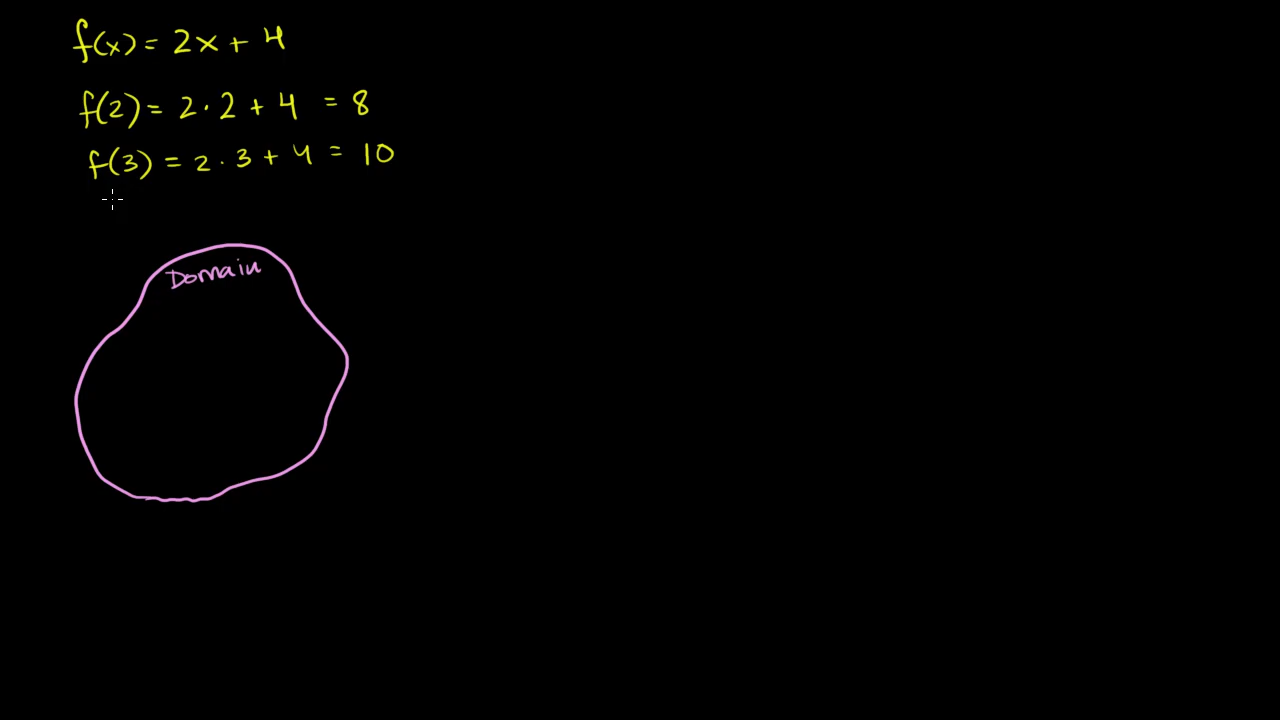 f(x) = 2x + 4
f(2) = 2 · 2 + 4 = 8
f(3) = 2 · 3 + 4 = 10
Domain